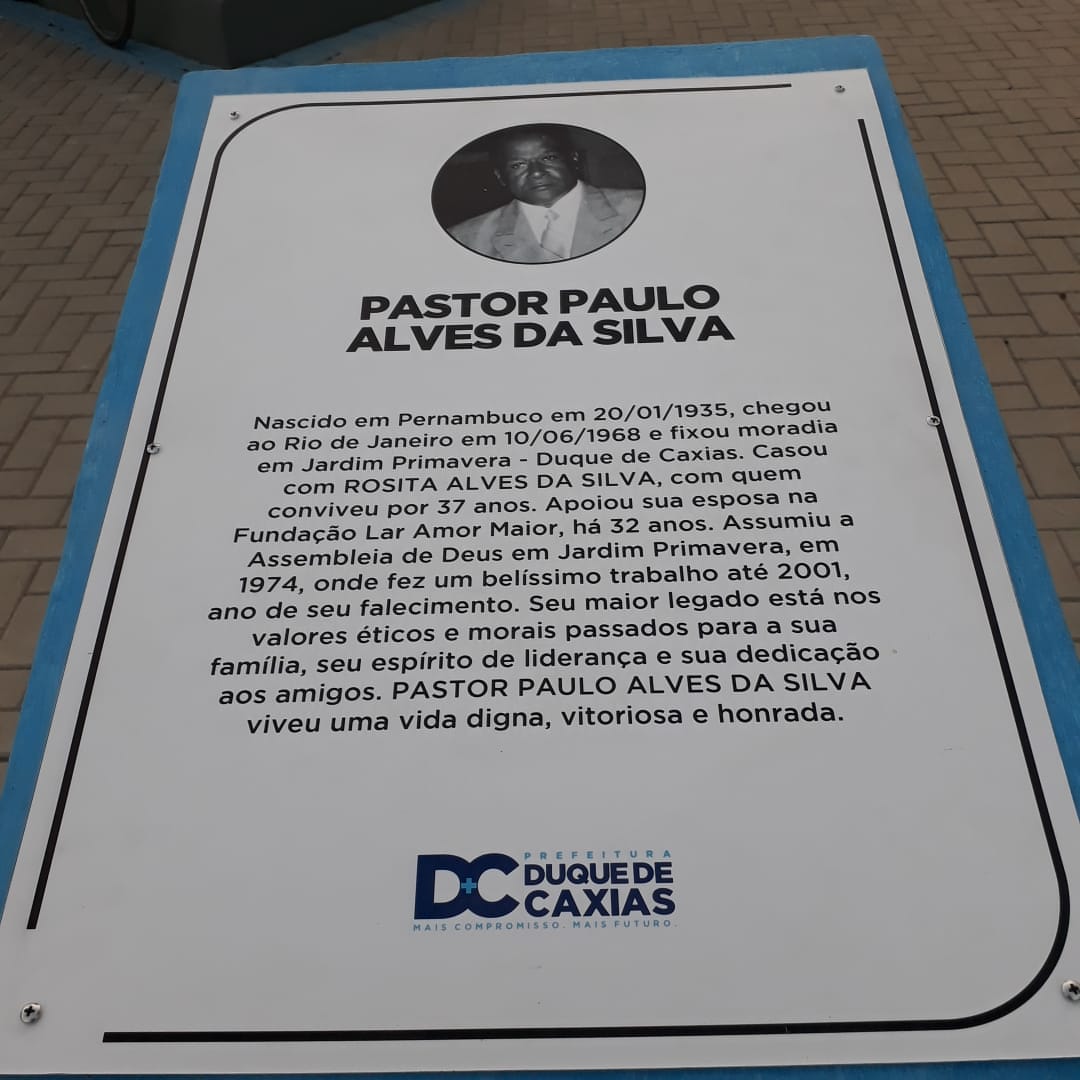 PASTOR PAULO
ALVES DA SILVA
Nascido em Pernambuco em 20/01/1935, chegou
ao Rio de Janeiro em 10/06/1968 e fixou moradia
em Jardim Primavera - Duque de Caxias. Casou
com ROSITA ALVES DA SILVA, com quem
conviveu por 37 anos. Apoiou sua esposa na
Fundação Lar Amor Maior, há 32 anos. Assumiu a
Assembleia de Deus em Jardim Primavera, em
1974, onde fez um belíssimo trabalho até 2001,
ano de seu falecimento. Seu maior legado está nos
valores éticos e morais passados para a sua
família, seu espírito de liderança e sua dedicação
aos amigos. PASTOR PAULO ALVES DA SILVA
viveu uma vida digna, vitoriosa e honrada.
D+C
PREFEITURA
DUQUE DE
CAXIAS
MAIS COMPROMISSO. MAIS FUTURO.